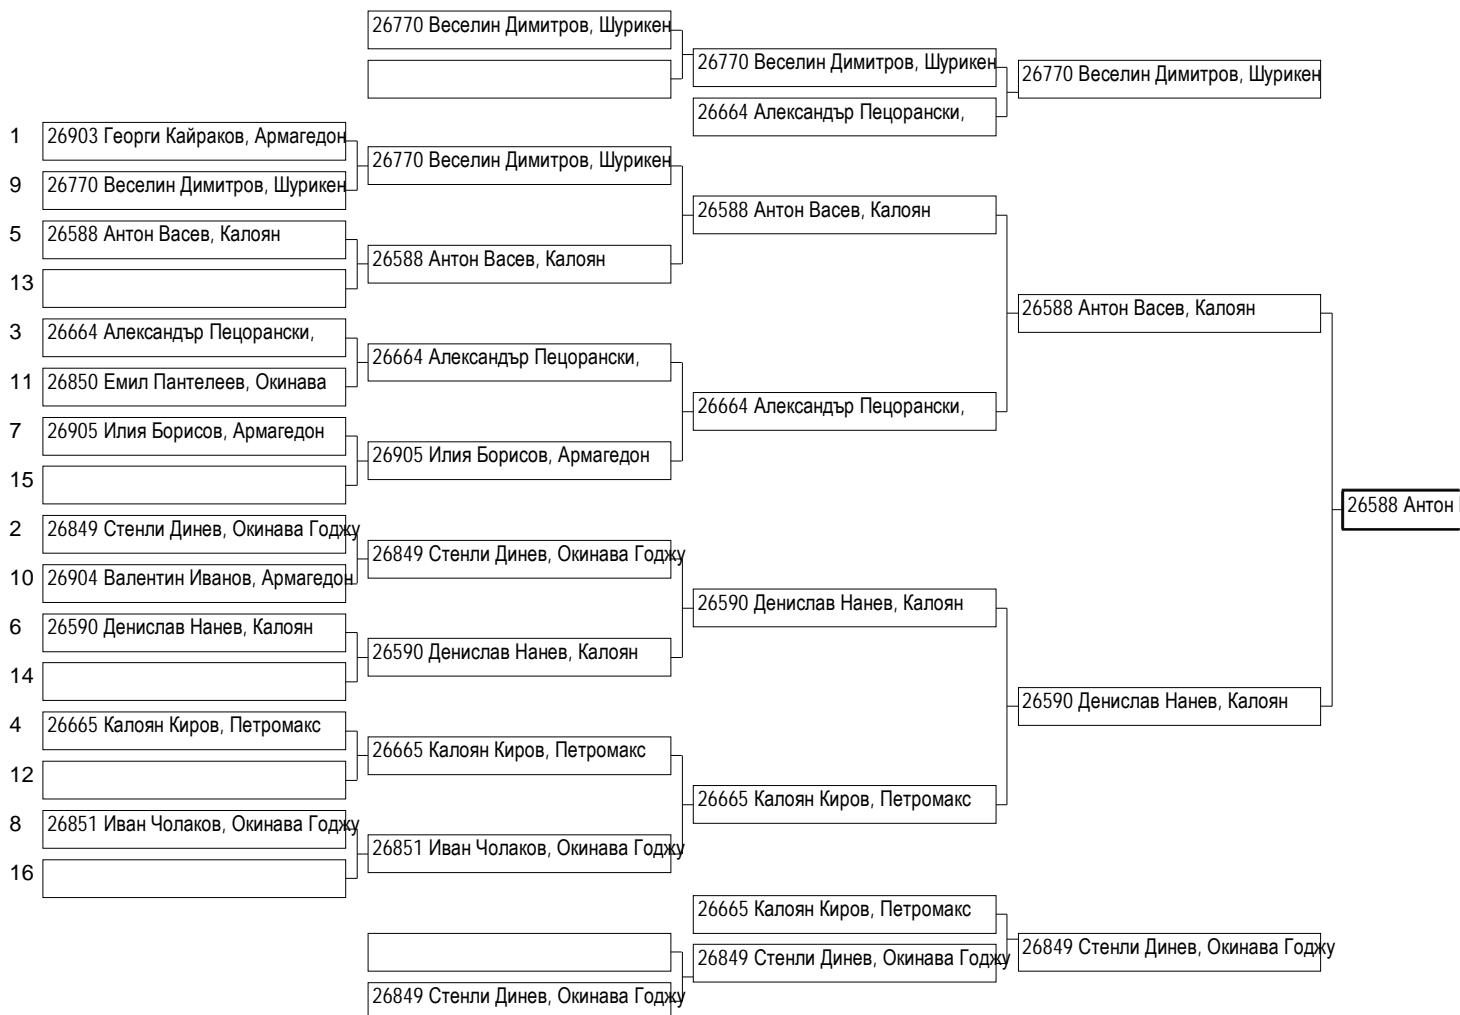 26770 Веселин Димитров, Шурикен
26770 Веселин Димитров, Шурикен
26770 Веселин Димитров, Шурикен
26664 Александър Пецорански,
1 26903 Георги Кайраков, Армагедон
26770 Веселин Димитров, Шурикен
9 26770 Веселин Димитров, Шурикен
26588 Антон Васев, Калоян
5 26588 Антон Васев, Калоян
26588 Антон Васев, Калоян
13
26588 Антон Васев, Калоян
3 26664 Александър Пецорански,
26664 Александър Пецорански,
11 26850 Емил Пантелеев, Окинава
26664 Александър Пецорански,
7 26905 Илия Борисов, Армагедон
26905 Илия Борисов, Армагедон
15
26588 Антон
2 26849 Стенли Динев, Окинава Годжу
26849 Стенли Динев, Окинава Годжу
10 26904 Валентин Иванов, Армагедон
26590 Денислав Нанев, Калоян
6 26590 Денислав Нанев, Калоян
26590 Денислав Нанев, Калоян
14
26590 Денислав Нанев, Калоян
4 26665 Калоян Киров, Петромакс
26665 Калоян Киров, Петромакс
12
26665 Калоян Киров, Петромакс
8 26851 Иван Чолаков, Окинава Годжу
26851 Иван Чолаков, Окинава Годжу
16
26665 Калоян Киров, Петромакс
26849 Стенли Динев, Окинава Годжу
26849 Стенли Динев, Окинава Годжу
26849 Стенли Динев, Окинава Годжу